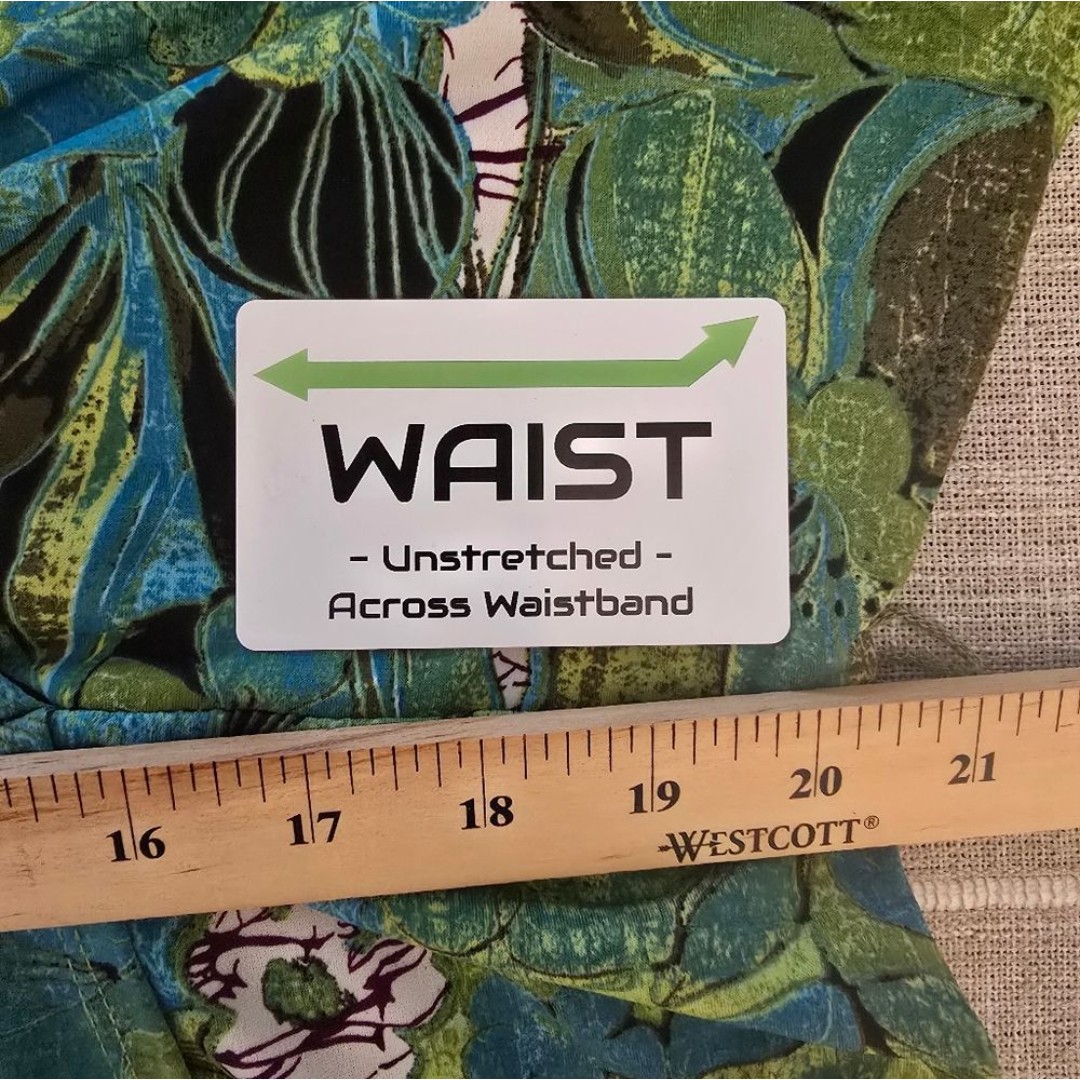 WAIST
- Unstretched -
Across Waistband
16 17 18 19 20 21
WESTCOTT®